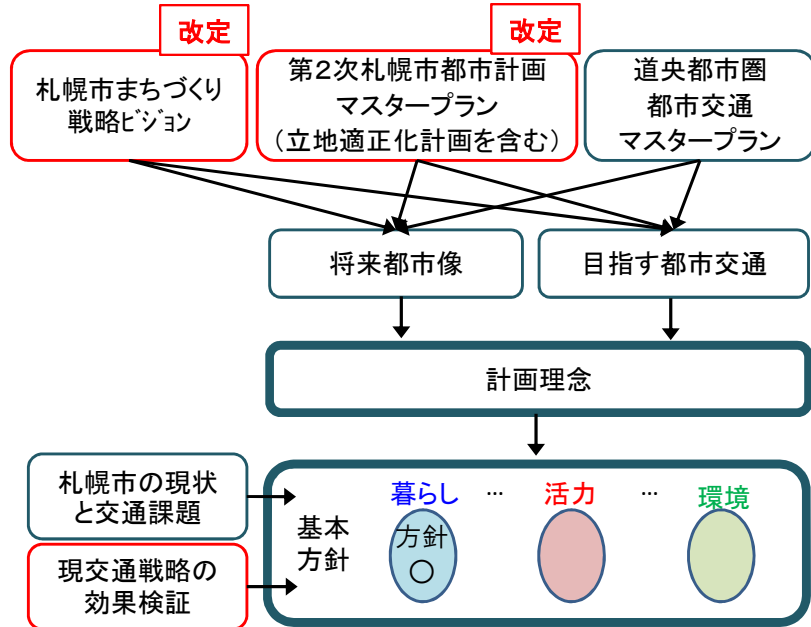 改定
改定
札幌市まちづくり
戦略ﾋﾞｼﾞｮﾝ
第2次札幌市都市計画
マスタープラン
(立地適正化計画を含む)
道央都市圏
都市交通
マスタープラン
将来都市像
目指す都市交通
計画理念
札幌市の現状
と交通課題
現交通戦略の
効果検証
基本
方針
暮らし … 活力 … 環境
方針
○